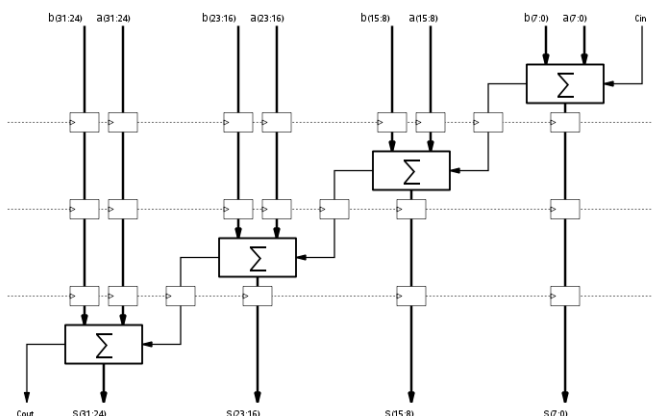 b(31:24) a(31:24) b(23:16) a(23:16) b(15:8) a(15:8) b(7:0) a(7:0) Cin
Σ
Σ
Σ
Σ
Cout S(31:24) S(23:16) S(15:8) S(7:0)